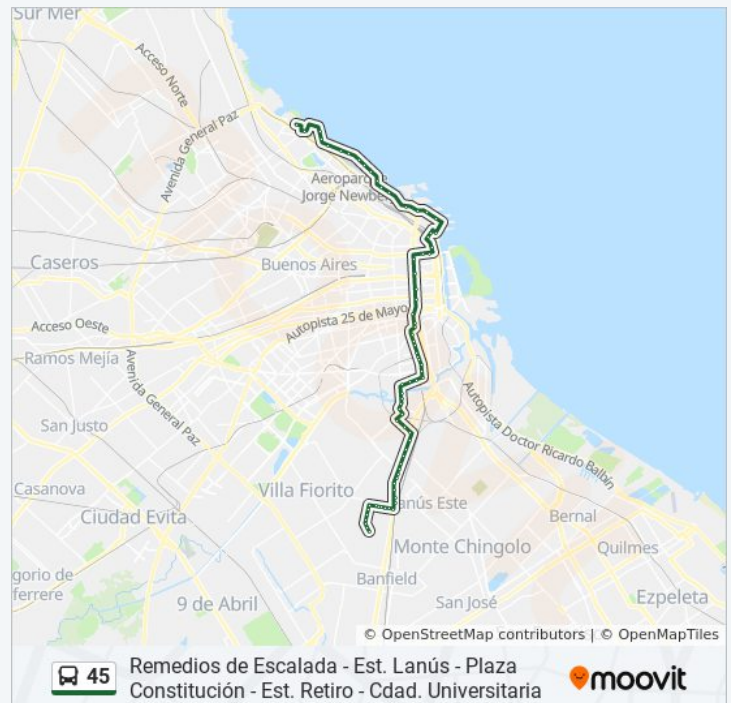 Sur Mer
Acceso Norte
Avenida General Paz
Aeroparque
Jorge Newber
Caseros
Buenos Aires
Autopista 25 de Mayo
Acceso Oeste
Ramos Mejía
Avenida General Paz
San Justo
Autopista Doctor Ricardo Balbín
Casanova
Villa Fiorito
Lanús Este
Ciudad Evita
Bernal
Monte Chingolo
Quilmes
gorio de
ferrere
Banfield
9 de Abril
San José
Ezpeleta
© OpenStreetMap contributors | © OpenMapTiles
45
Remedios de Escalada - Est. Lanús - Plaza
Constitución - Est. Retiro - Cdad. Universitaria
moovit